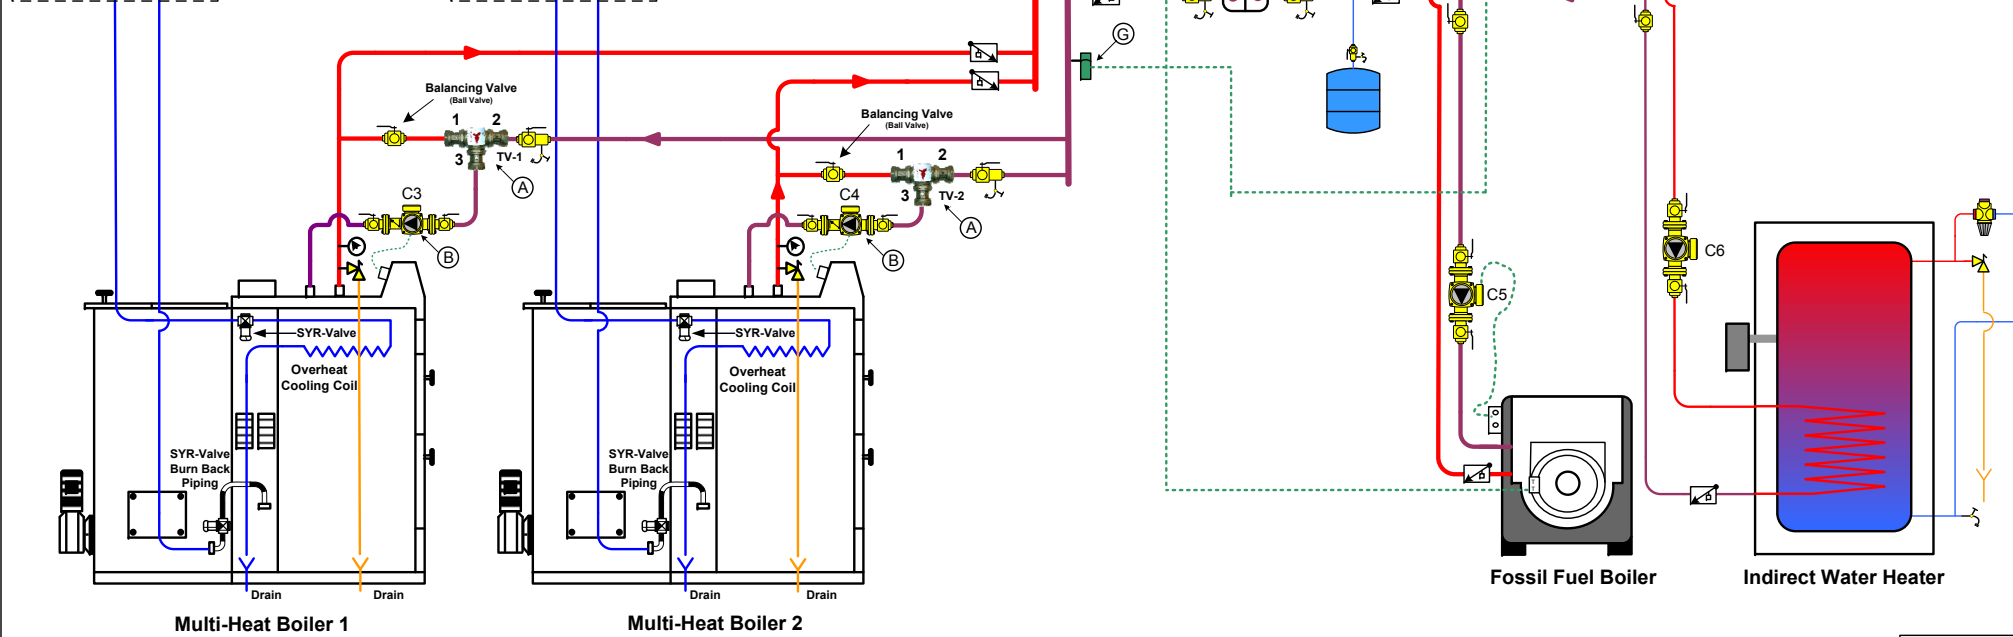 G
Balancing Valve
(Ball Valve)
1
2
3
TV-1
A
C3
B
Balancing Valve
(Ball Valve)
1
2
3
TV-2
A
C4
B
C5
C6
SYR-Valve
Overheat
Cooling Coil
SYR-Valve
Burn Back
Piping
Drain
Drain
Multi-Heat Boiler 1
SYR-Valve
Overheat
Cooling Coil
SYR-Valve
Burn Back
Piping
Drain
Drain
Multi-Heat Boiler 2
Fossil Fuel Boiler
Indirect Water Heater